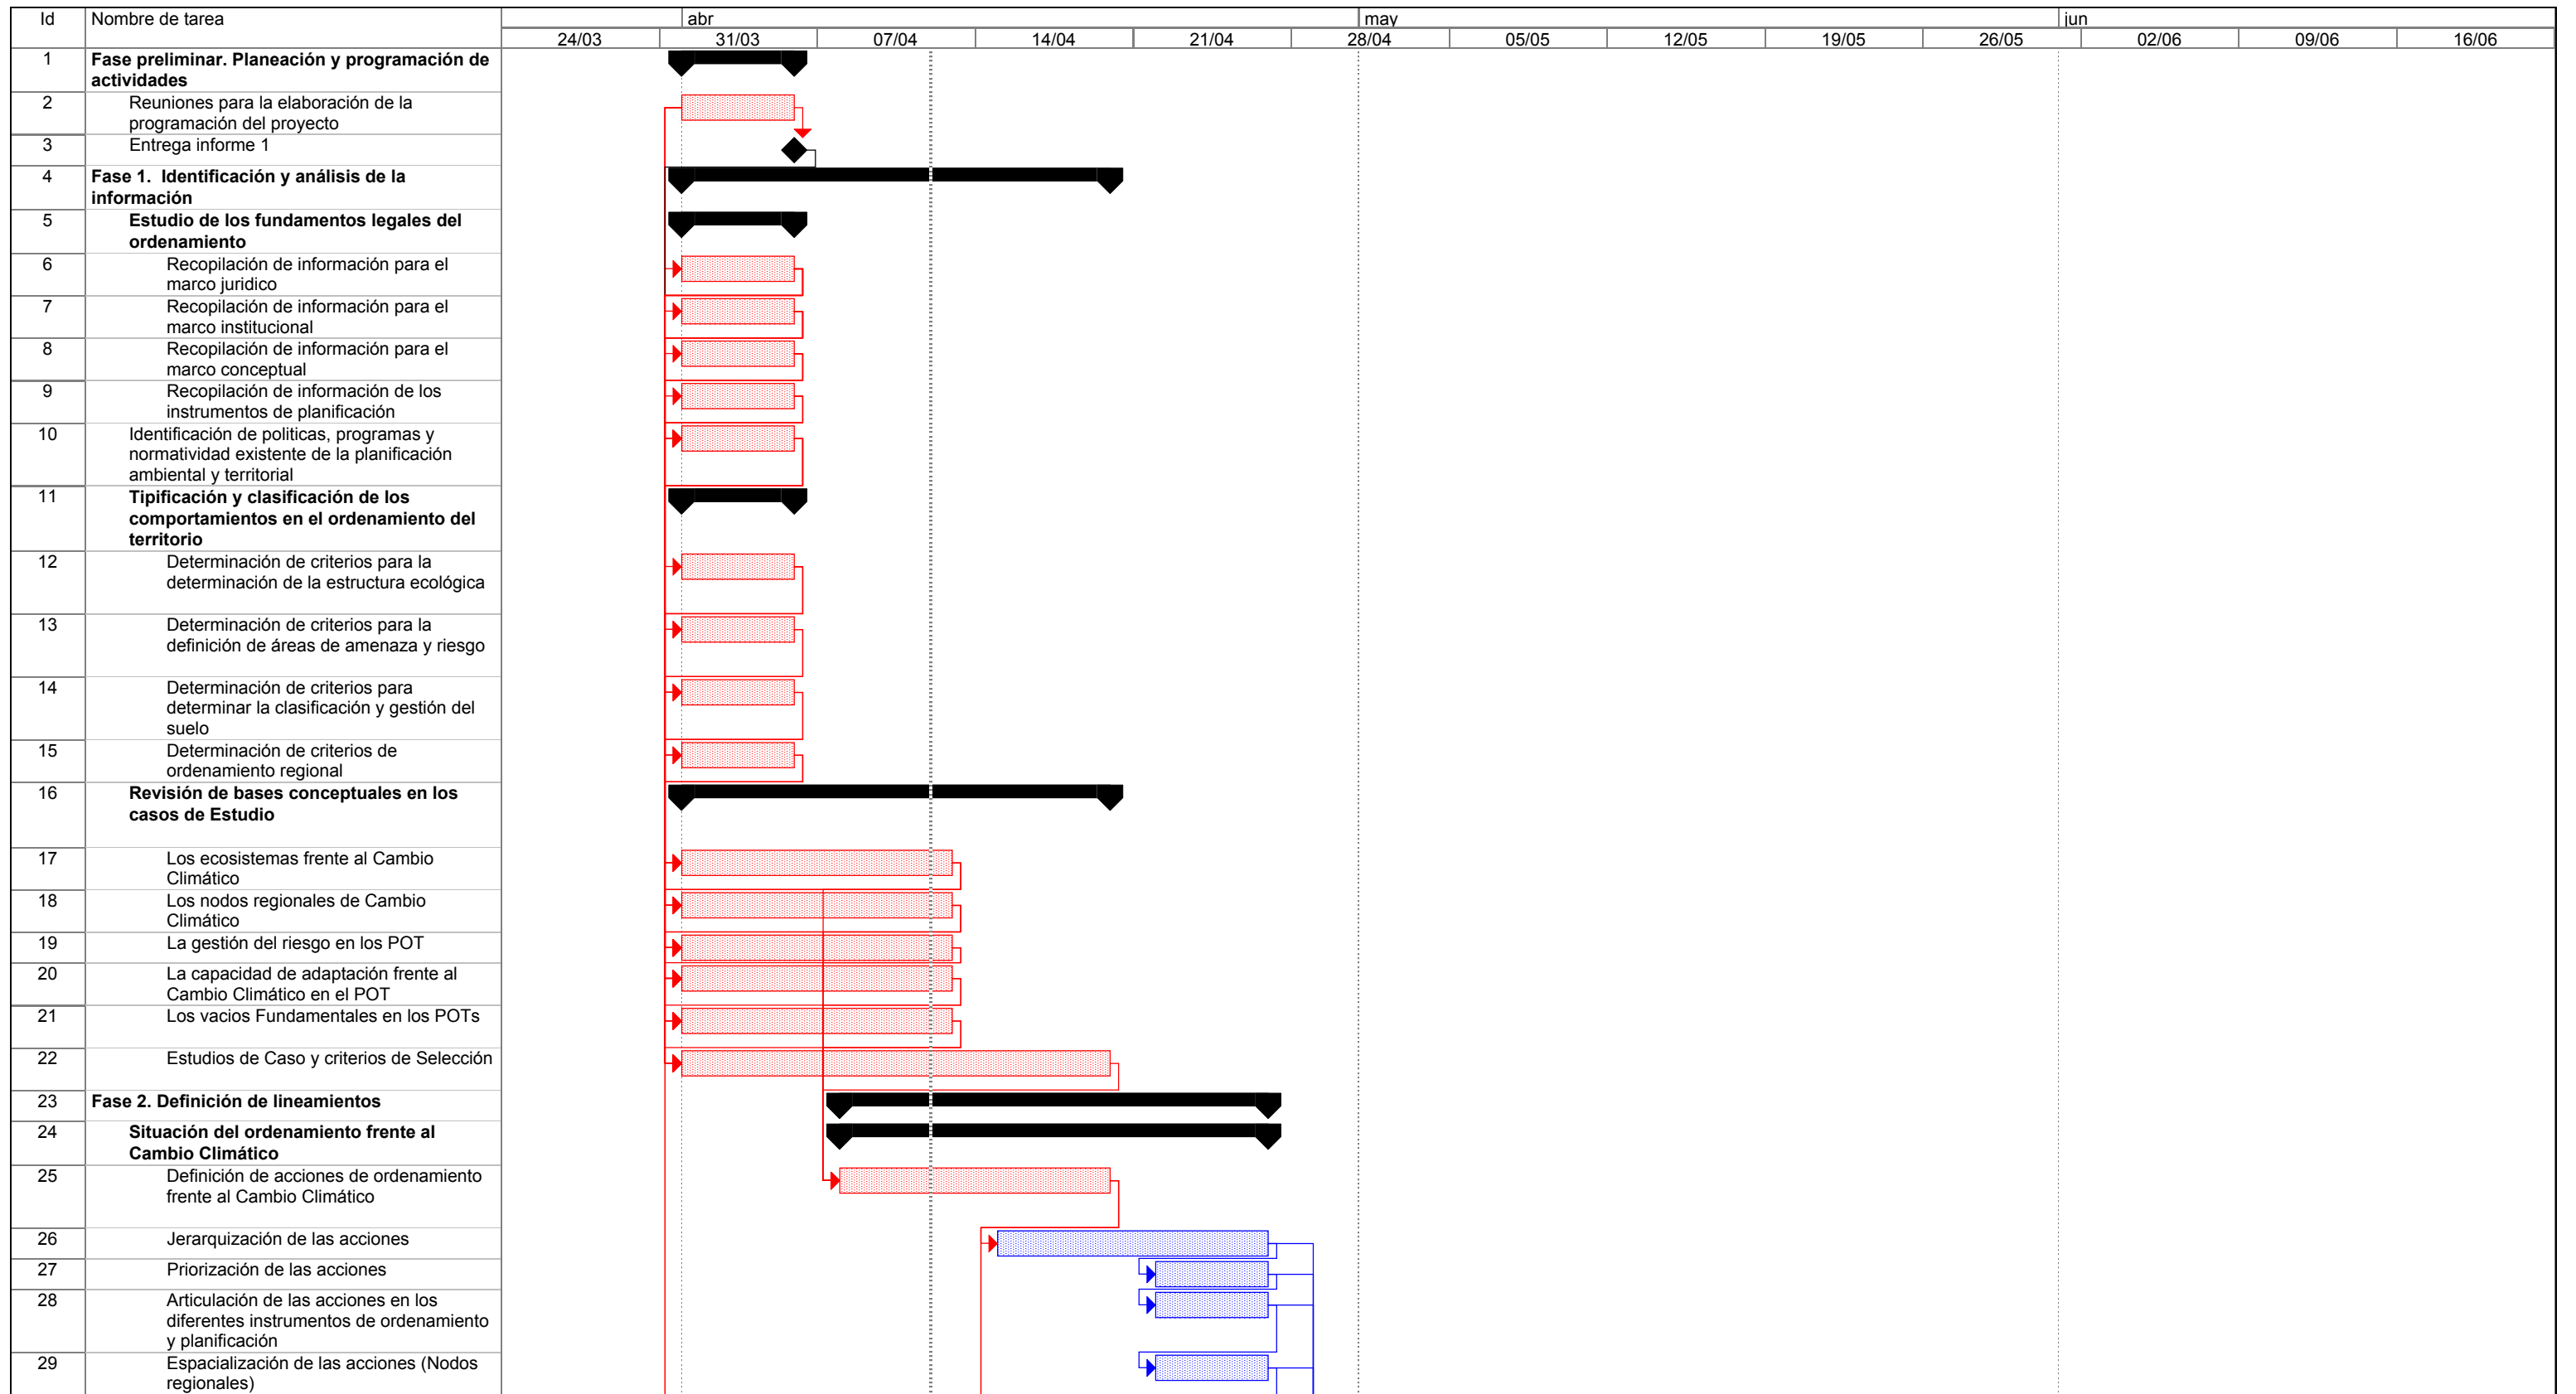 Id Nombre de tarea abr may jun
24/03 31/03 07/04 14/04 21/04 28/04 05/05 12/05 19/05 26/05 02/06 09/06 16/06
1 Fase preliminar. Planeación y programación de
actividades
2 Reuniones para la elaboración de la
programación del proyecto
3 Entrega informe 1
4 Fase 1. Identificación y análisis de la
información
5 Estudio de los fundamentos legales del
ordenamiento
6 Recopilación de información para el
marco juridico
7 Recopilación de información para el
marco institucional
8 Recopilación de información para el
marco conceptual
9 Recopilación de información de los
instrumentos de planificación
10 Identificación de politicas, programas y
normatividad existente de la planificación
ambiental y territorial
11 Tipificación y clasificación de los
comportamientos en el ordenamiento del
territorio
12 Determinación de criterios para la
determinación de la estructura ecológica
13 Determinación de criterios para la
definición de áreas de amenaza y riesgo
14 Determinación de criterios para
determinar la clasificación y gestión del
suelo
15 Determinación de criterios de
ordenamiento regional
16 Revisión de bases conceptuales en los
casos de Estudio
17 Los ecosistemas frente al Cambio
Climático
18 Los nodos regionales de Cambio
Climático
19 La gestión del riesgo en los POT
20 La capacidad de adaptación frente al
Cambio Climático en el POT
21 Los vacios Fundamentales en los POTs
22 Estudios de Caso y criterios de Selección
23 Fase 2. Definición de lineamientos
24 Situación del ordenamiento frente al
Cambio Climático
25 Definición de acciones de ordenamiento
frente al Cambio Climático
26 Jerarquización de las acciones
27 Priorización de las acciones
28 Articulación de las acciones en los
diferentes instrumentos de ordenamiento
y planificación
29 Espacialización de las acciones (Nodos
regionales)